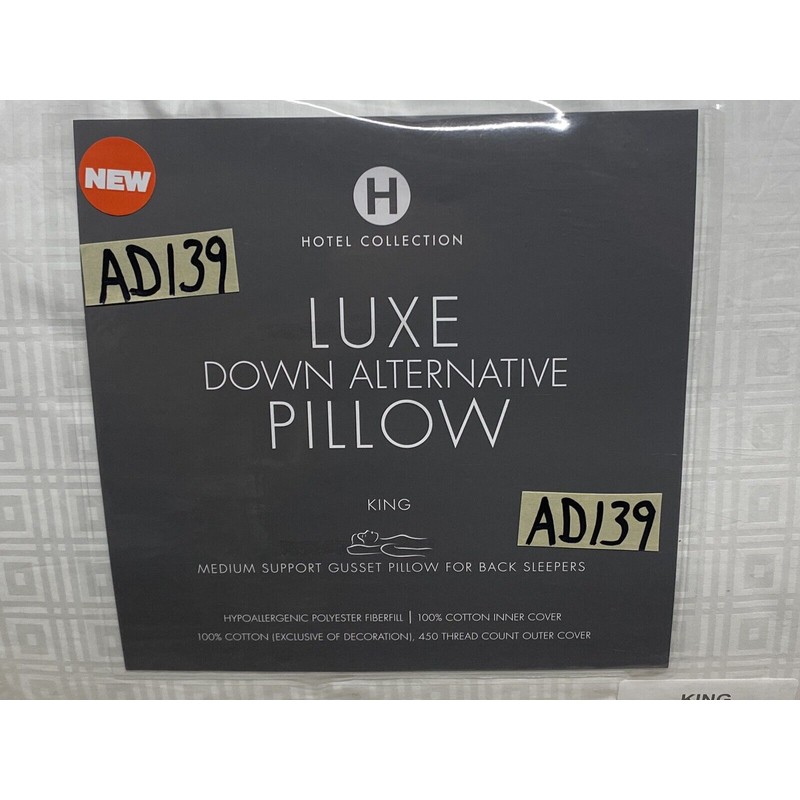 NEW
H
HOTEL COLLECTION
AD139
LUXE
DOWN ALTERNATIVE
PILLOW
KING
AD139
MEDIUM SUPPORT GUSSET PILLOW FOR BACK SLEEPERS
HYPOALLERGENIC POLYESTER FIBERFILL | 100% COTTON INNER COVER
100% COTTON (EXCLUSIVE OF DECORATION), 450 THREAD COUNT OUTER COVER
KING